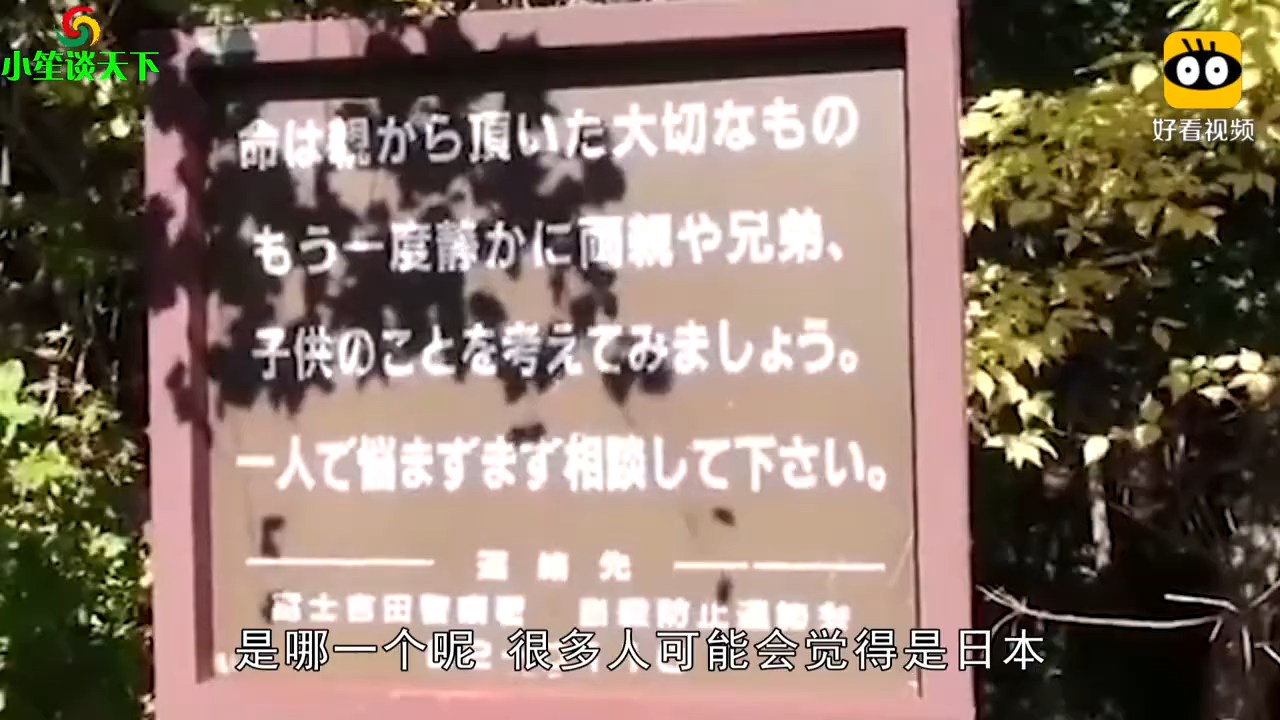 小笙谈天下
好看视频
命は親から頂いた大切なもの
もう一度静かに両親や兄弟、
子供のことを考えてみましょう。
一人で悩まずまず相談して下さい。
連絡先
富士吉田警察署
是哪一个呢 很多人可能会觉得是日本